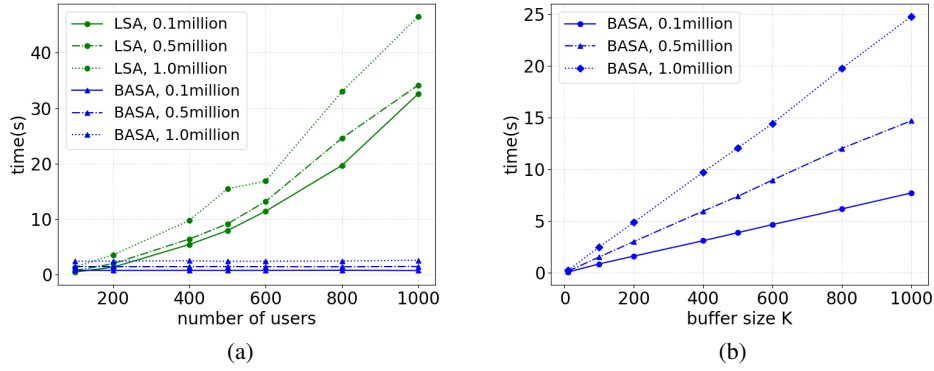 LSA, 0.1million
LSA, 0.5million
LSA, 1.0million
BASA, 0.1million
BASA, 0.5million
BASA, 1.0million
40
30
20
10
0
time(s)
200 400 600 800 1000
number of users
(a)
BASA, 0.1million
BASA, 0.5million
BASA, 1.0million
25
20
15
10
5
0
time(s)
0 200 400 600 800 1000
buffer size K
(b)